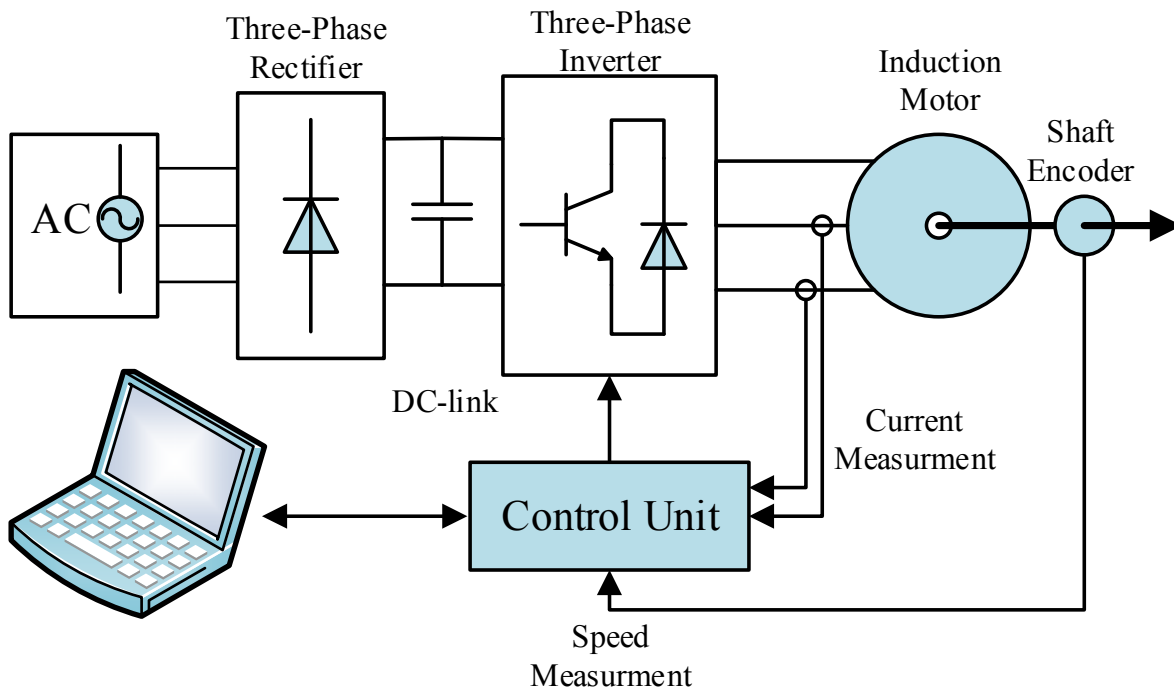 Three-Phase
Rectifier
Three-Phase
Inverter
Induction
Motor
Shaft
Encoder
AC
DC-link
Current
Measurment
Control Unit
Speed
Measurment